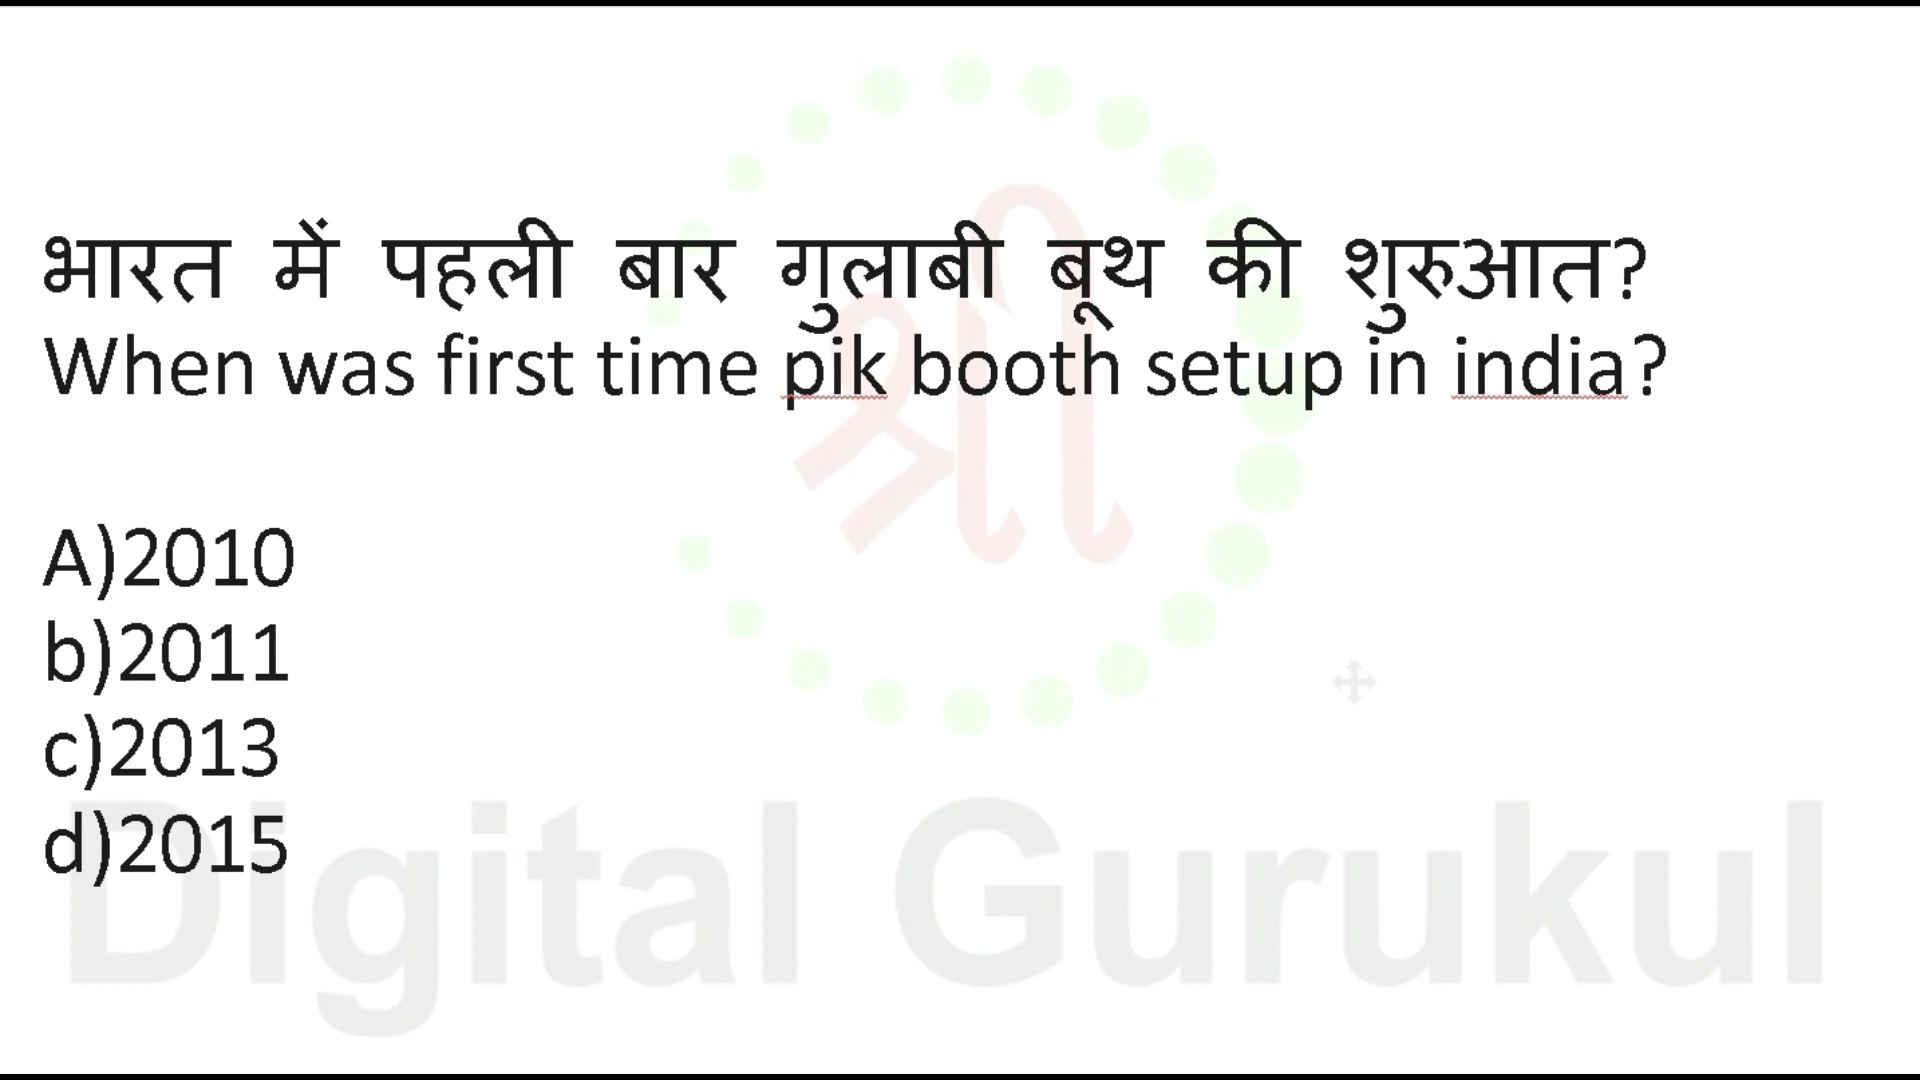 भारत में पहली बार गुलाबी बूथ की शुरुआत?
When was first time pik booth setup in india?
A)2010
b)2011
c)2013
d)2015
श्री
Digital Gurukul